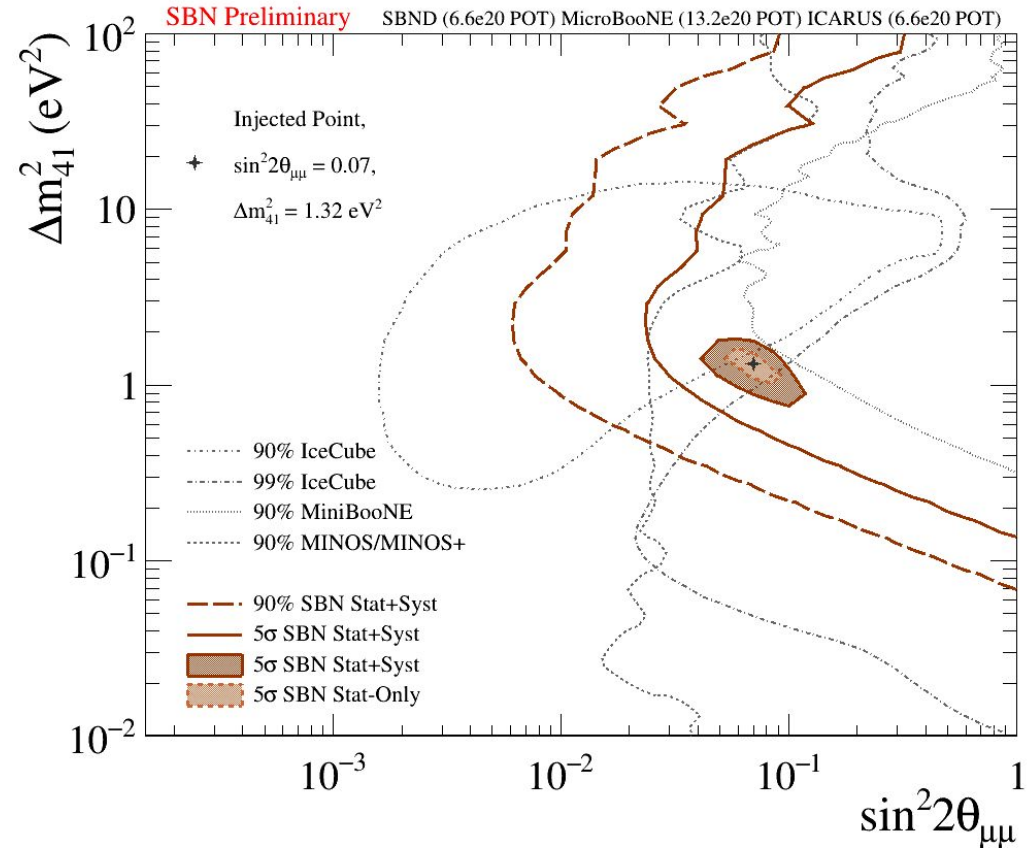 SBN Preliminary SBND (6.6e20 POT) MicroBooNE (13.2e20 POT) ICARUS (6.6e20 POT)
Δm²₄₁ (eV²)
10²
10
1
10⁻¹
10⁻²
Injected Point,
sin²2θμμ = 0.07,
Δm²₄₁ = 1.32 eV²
90% IceCube
99% IceCube
90% MiniBooNE
90% MINOS/MINOS+
90% SBN Stat+Syst
5σ SBN Stat+Syst
5σ SBN Stat+Syst
5σ SBN Stat-Only
10⁻³ 10⁻² 10⁻¹ 1
sin²2θμμ